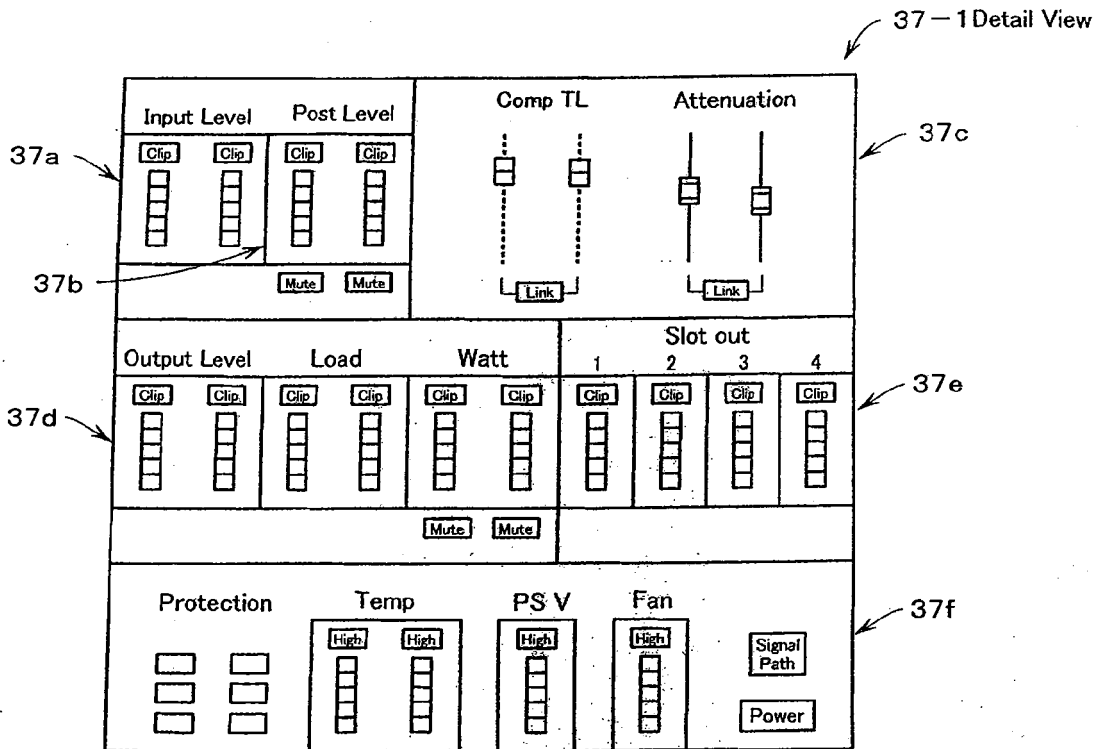 37-1 Detail View
Input Level Post Level Comp TL Attenuation
37a 37c
Clip Clip Clip Clip
37b
Mute Mute Link Link
Slot out
Output Level Load Watt 1 2 3 4
37d 37e
Clip Clip Clip Clip Clip Clip Clip Clip Clip Clip
Mute Mute
Protection Temp PS V Fan 37f
High High High High
Signal
Path
Power